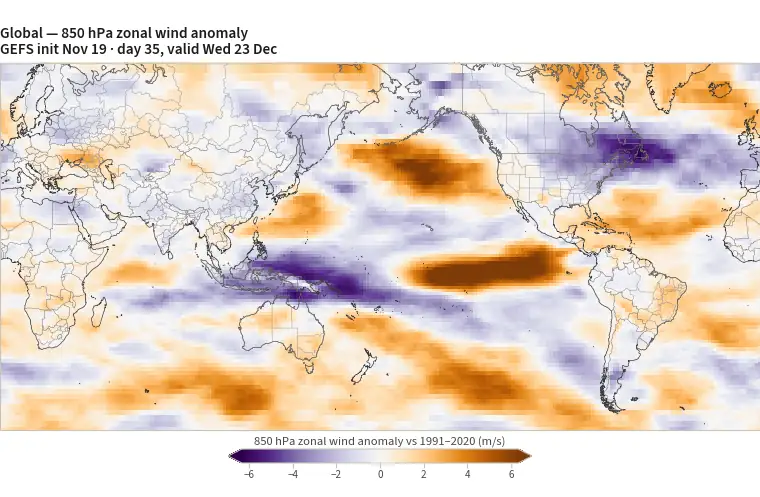 Global — 850 hPa zonal wind anomaly
GEFS init Nov 19 · day 35, valid Wed 23 Dec
850 hPa zonal wind anomaly vs 1991–2020 (m/s)
−6 −4 −2 0 2 4 6